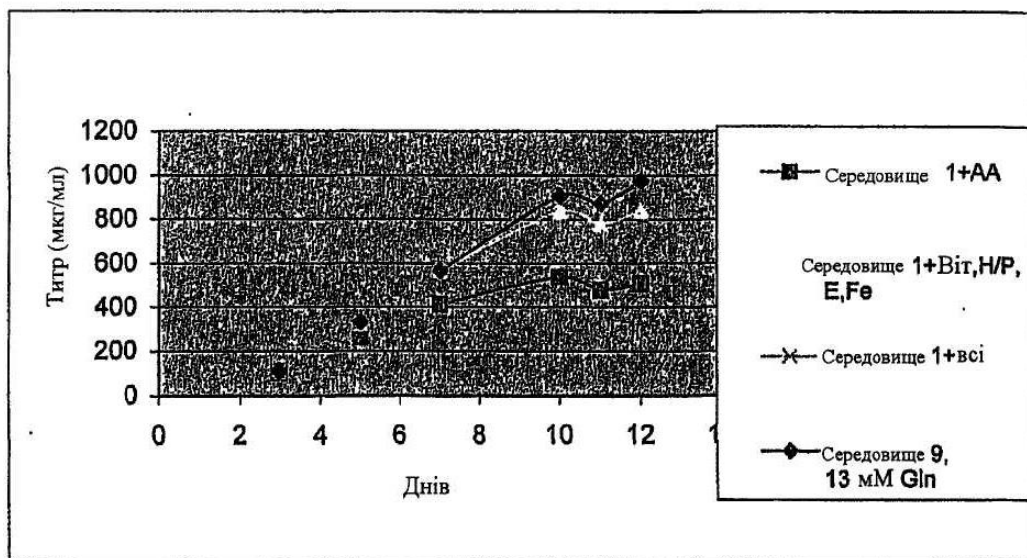 1200
1000
800
600
400
200
0
Титр (мкг/мл)
0 2 4 6 8 10 12 1
Днів
Середовище 1+АА
Середовище 1+Віт,Н/Р,
Е,Fe
Середовище 1+всі
Середовище 9,
13 мМ Gln